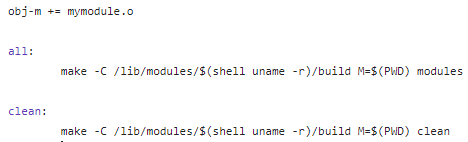 obj-m += mymodule.o
all:
make -C /lib/modules/$(shell uname -r)/build M=$(PWD) modules
clean:
make -C /lib/modules/$(shell uname -r)/build M=$(PWD) clean